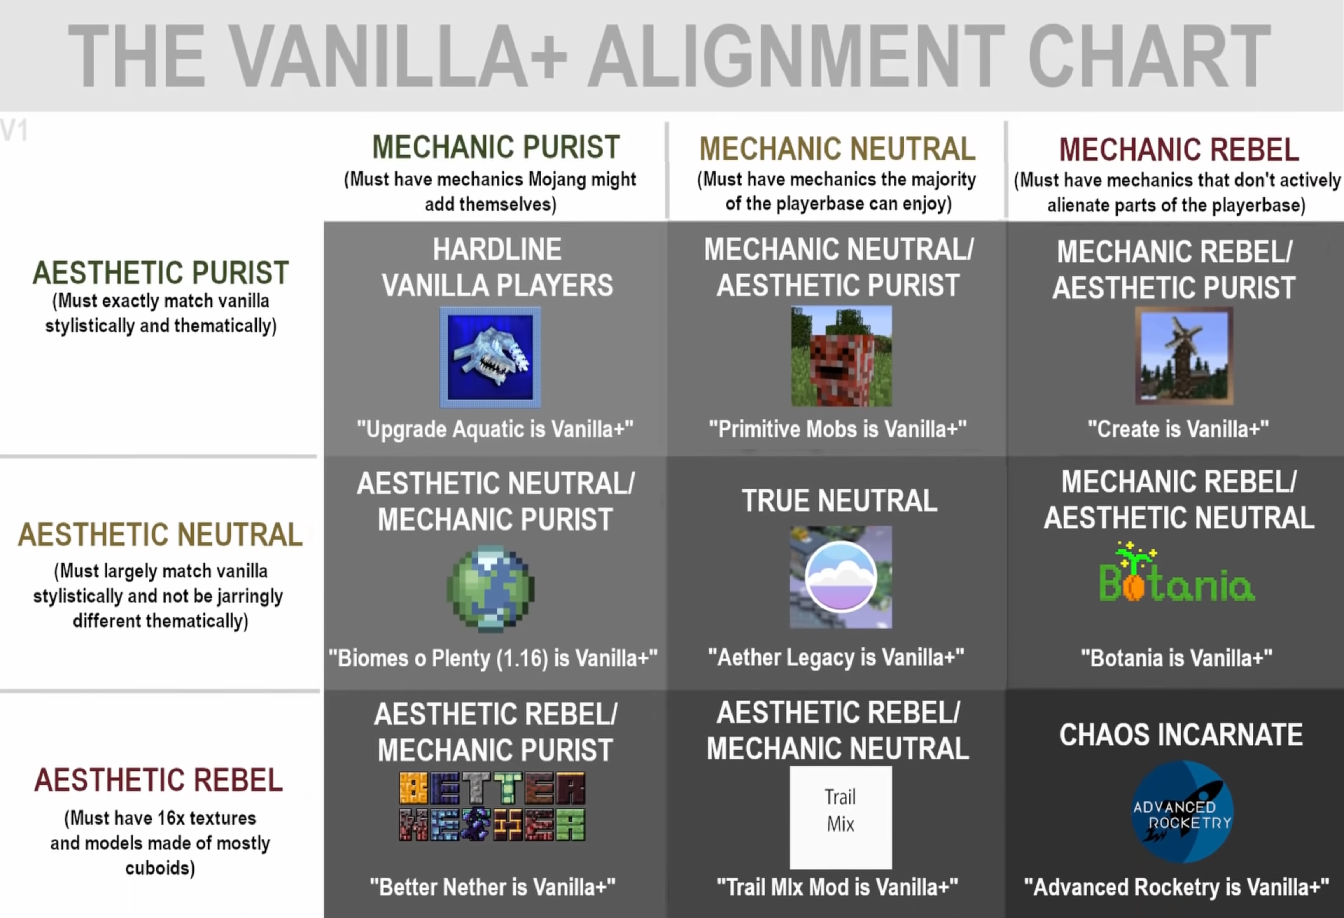 THE VANILLA+ ALIGNMENT CHART
V1
MECHANIC PURIST
(Must have mechanics Mojang might
add themselves)
MECHANIC NEUTRAL
(Must have mechanics the majority
of the playerbase can enjoy)
MECHANIC REBEL
(Must have mechanics that don't actively
alienate parts of the playerbase)
AESTHETIC PURIST
(Must exactly match vanilla
stylistically and thematically)
HARDLINE
VANILLA PLAYERS
"Upgrade Aquatic is Vanilla+"
MECHANIC NEUTRAL/
AESTHETIC PURIST
"Primitive Mobs is Vanilla+"
MECHANIC REBEL/
AESTHETIC PURIST
"Create is Vanilla+"
AESTHETIC NEUTRAL
(Must largely match vanilla
stylistically and not be jarringly
different thematically)
AESTHETIC NEUTRAL/
MECHANIC PURIST
"Biomes o Plenty (1.16) is Vanilla+"
TRUE NEUTRAL
"Aether Legacy is Vanilla+"
MECHANIC REBEL/
AESTHETIC NEUTRAL
Botania
"Botania is Vanilla+"
AESTHETIC REBEL
(Must have 16x textures
and models made of mostly
cuboids)
AESTHETIC REBEL/
MECHANIC PURIST
BETTER
NETHER
"Better Nether is Vanilla+"
AESTHETIC REBEL/
MECHANIC NEUTRAL
Trail
Mix
"Trail MIx Mod is Vanilla+"
CHAOS INCARNATE
ADVANCED
ROCKETRY
"Advanced Rocketry is Vanilla+"